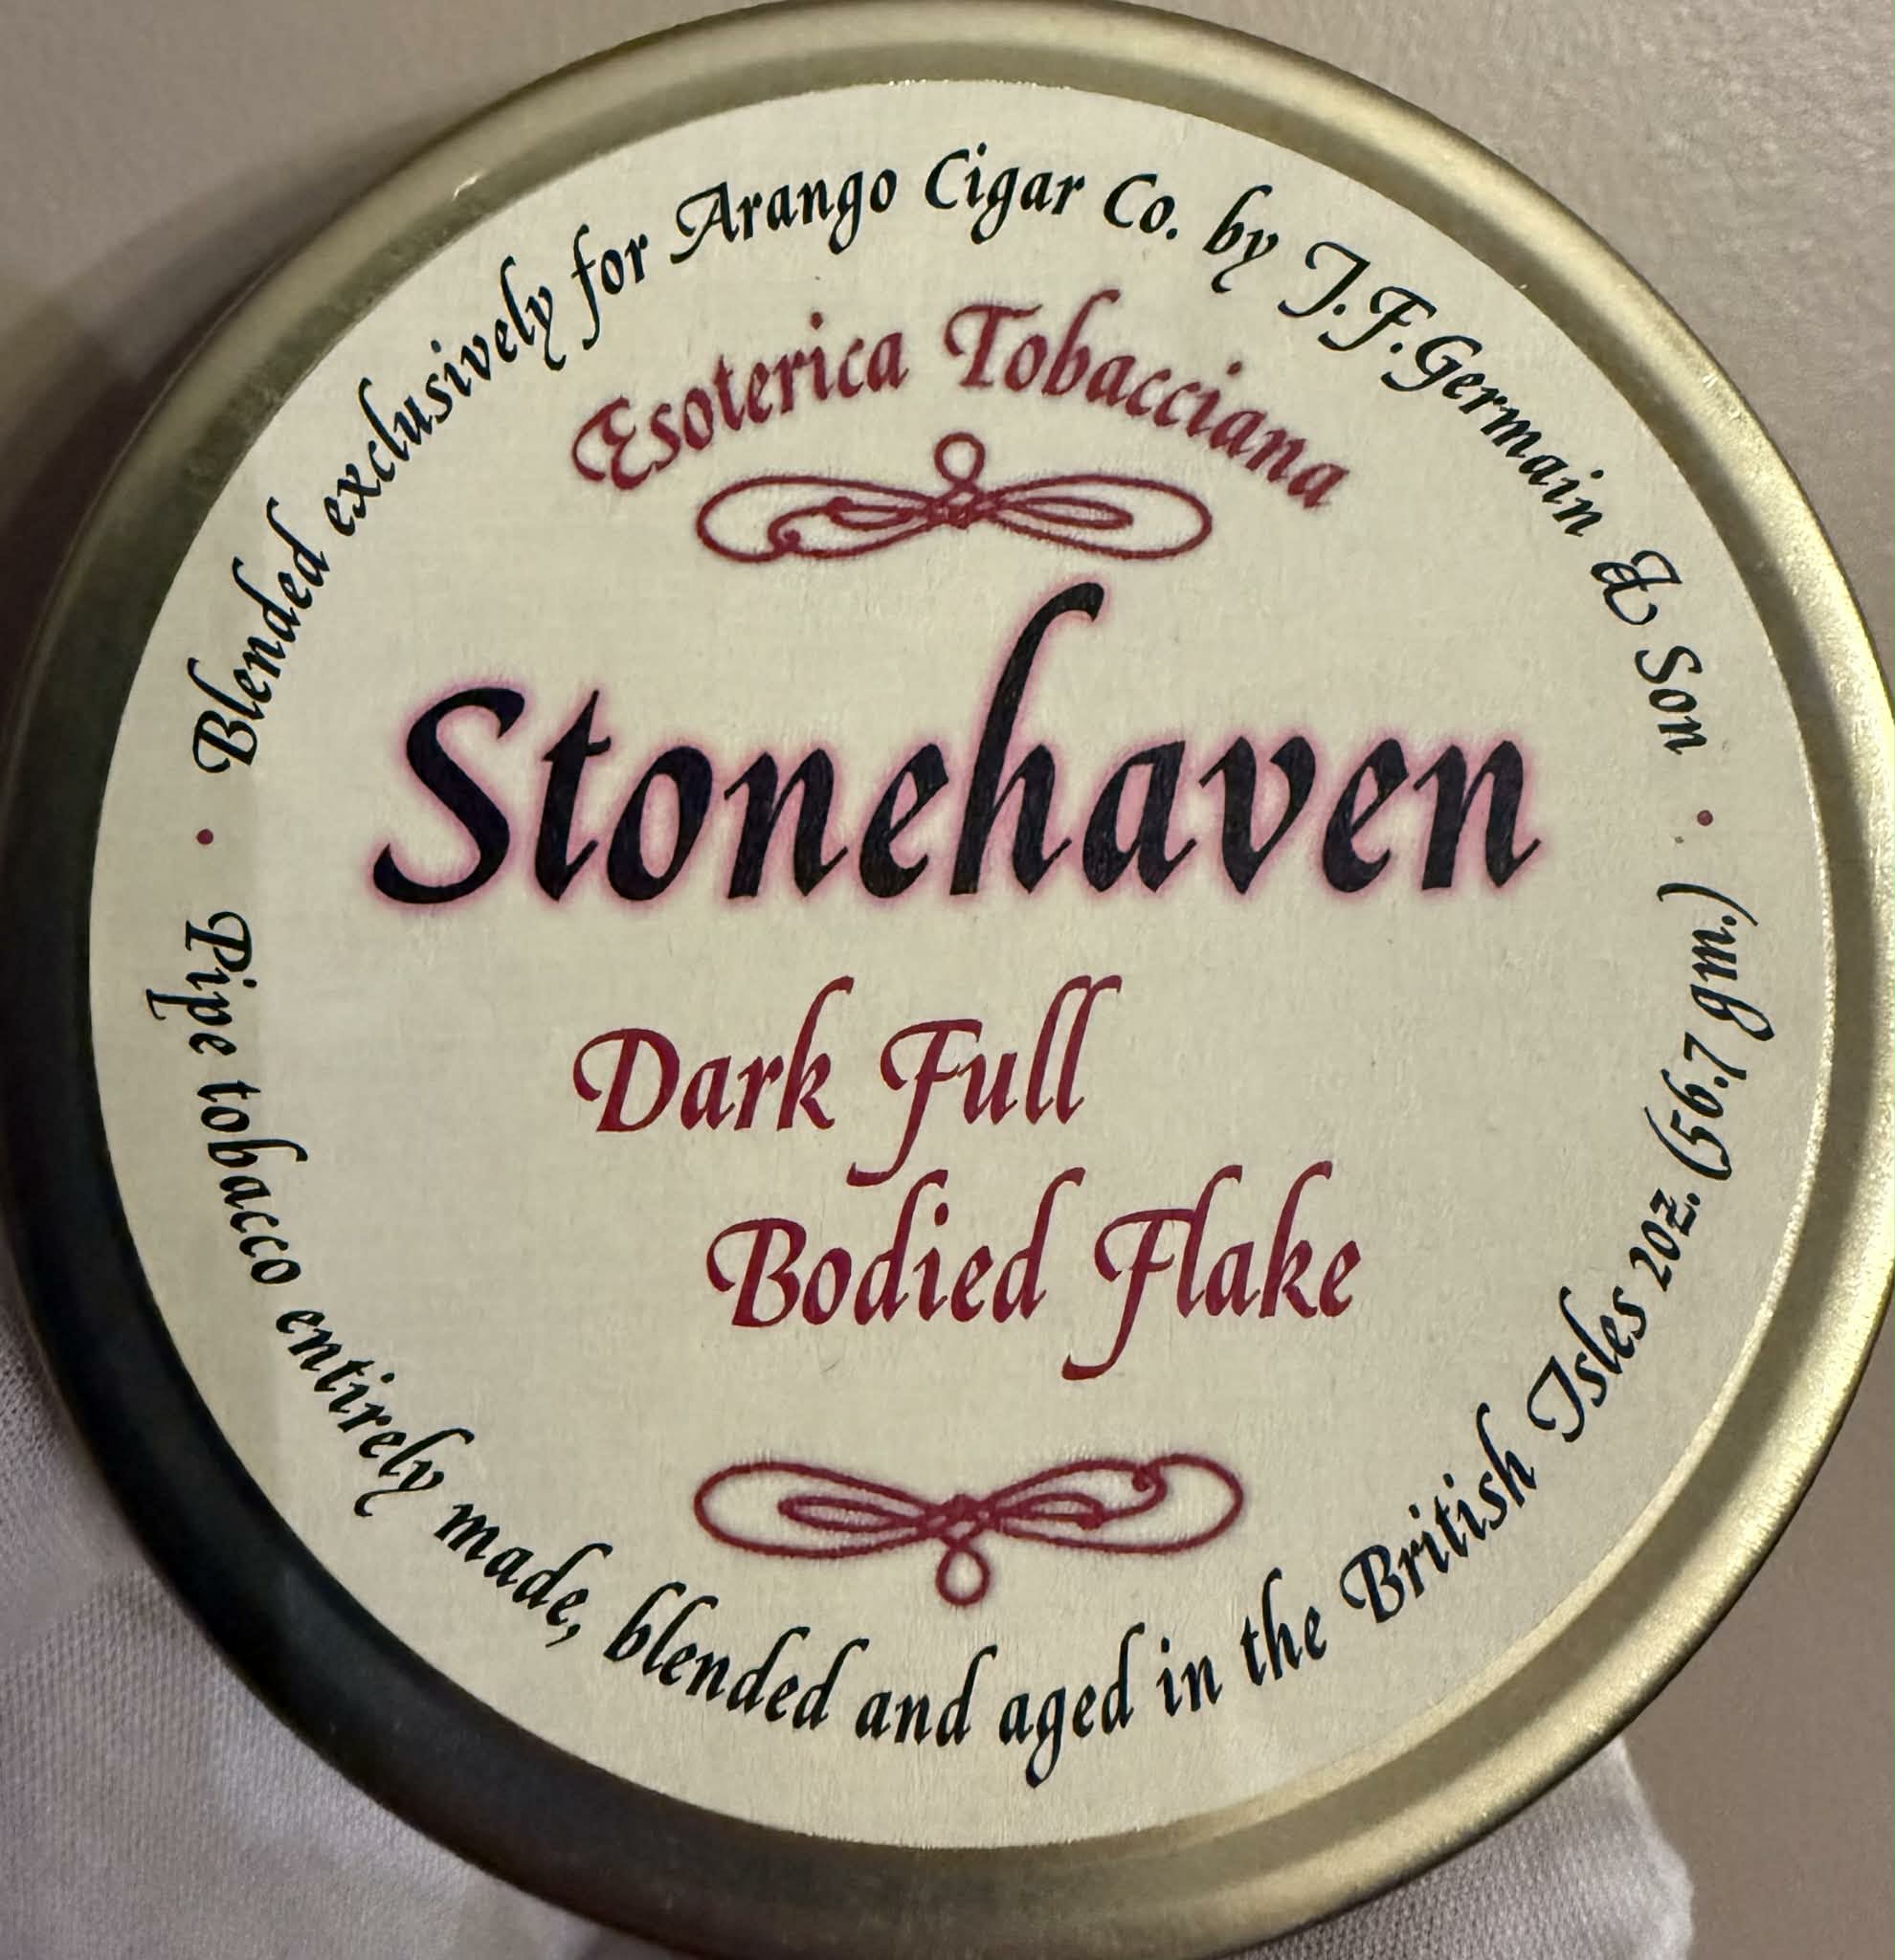 Blended exclusively for Arango Cigar Co. by J.F.Germain & Son
Esoterica Tobacciana
Stonehaven
Dark Full
Bodied Flake
Pipe tobacco entirely made, blended and aged in the British Isles 2oz. (56.7 gm.)